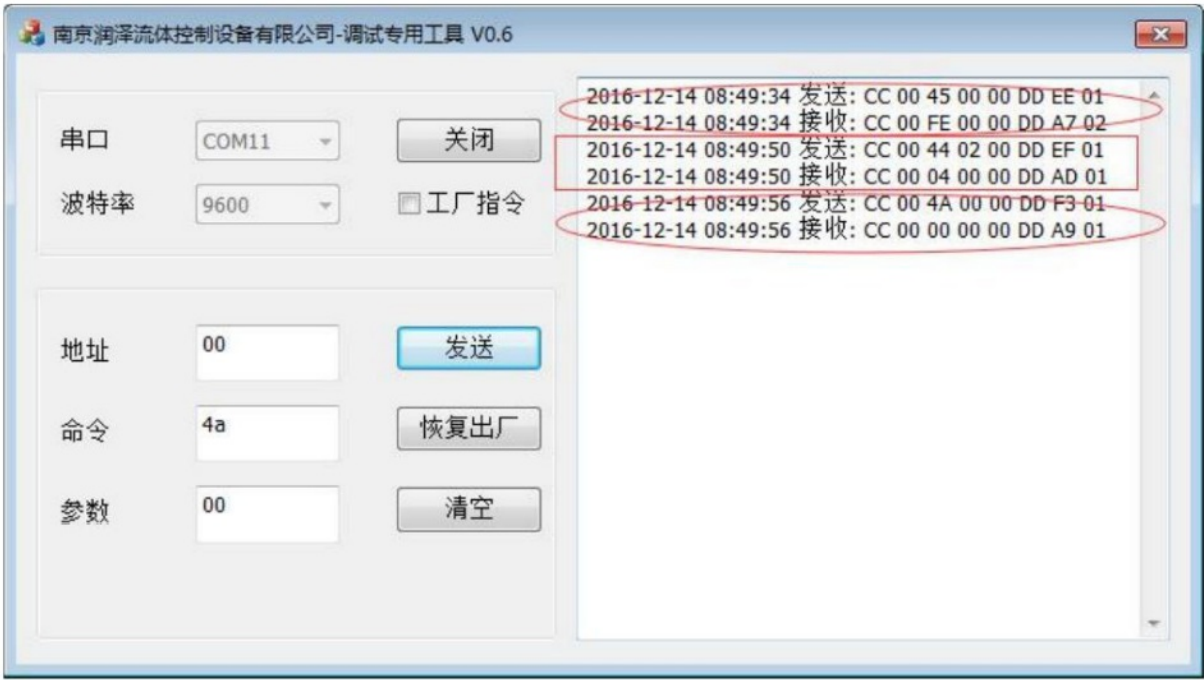 南京润泽流体控制设备有限公司-调试专用工具 V0.6
串口
COM11
关闭
波特率
9600
工厂指令
地址
00
发送
命令
4a
恢复出厂
参数
00
清空
2016-12-14 08:49:34 发送: CC 00 45 00 00 DD EE 01
2016-12-14 08:49:34 接收: CC 00 FE 00 00 DD A7 02
2016-12-14 08:49:50 发送: CC 00 44 02 00 DD EF 01
2016-12-14 08:49:50 接收: CC 00 04 00 00 DD AD 01
2016-12-14 08:49:56 发送: CC 00 4A 00 00 DD F3 01
2016-12-14 08:49:56 接收: CC 00 00 00 00 DD A9 01